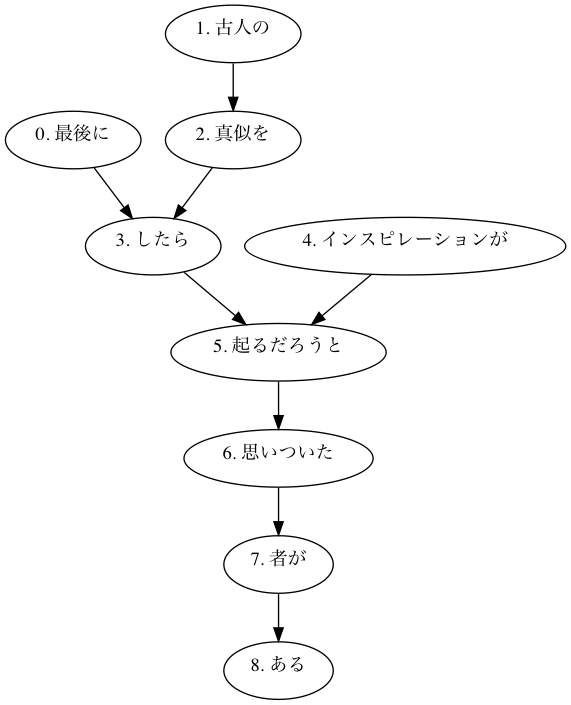 1. 古人の
0. 最後に
2. 真似を
3. したら
4. インスピレーションが
5. 起るだろうと
6. 思いついた
7. 者が
8. ある